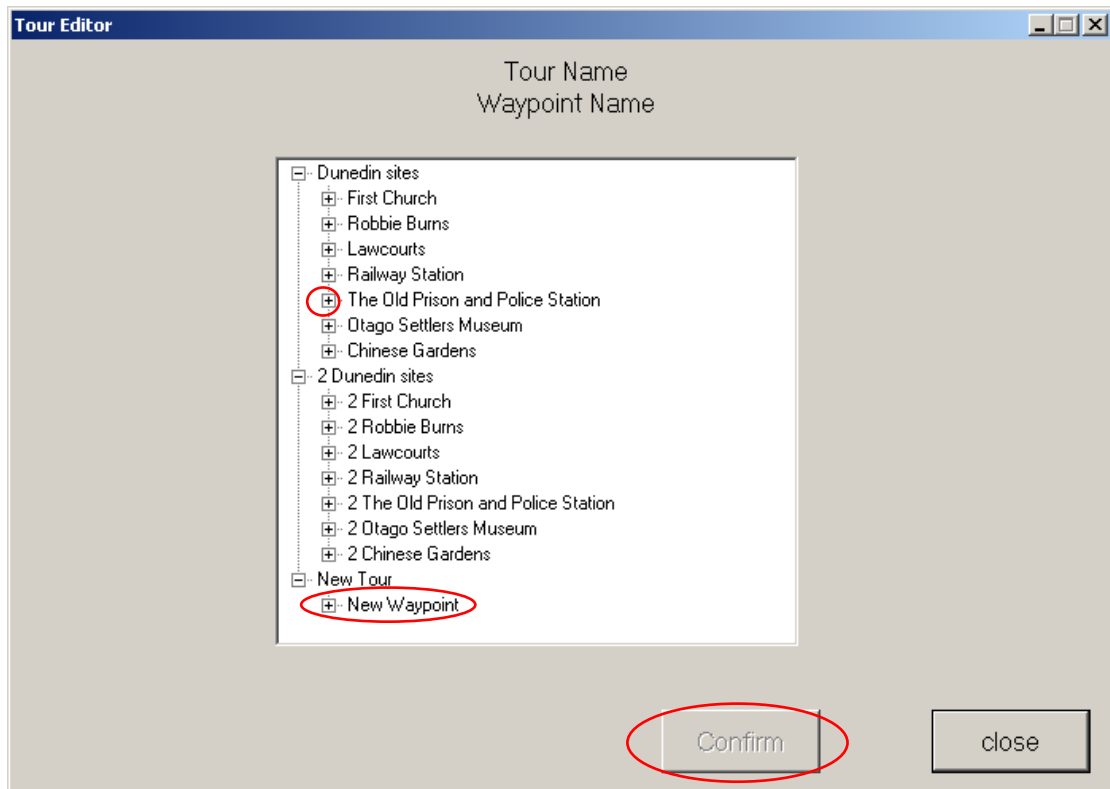 Tour Editor
Tour Name
Waypoint Name
Dunedin sites
First Church
Robbie Burns
Lawcourts
Railway Station
The Old Prison and Police Station
Otago Settlers Museum
Chinese Gardens
2 Dunedin sites
2 First Church
2 Robbie Burns
2 Lawcourts
2 Railway Station
2 The Old Prison and Police Station
2 Otago Settlers Museum
2 Chinese Gardens
New Tour
New Waypoint
Confirm close